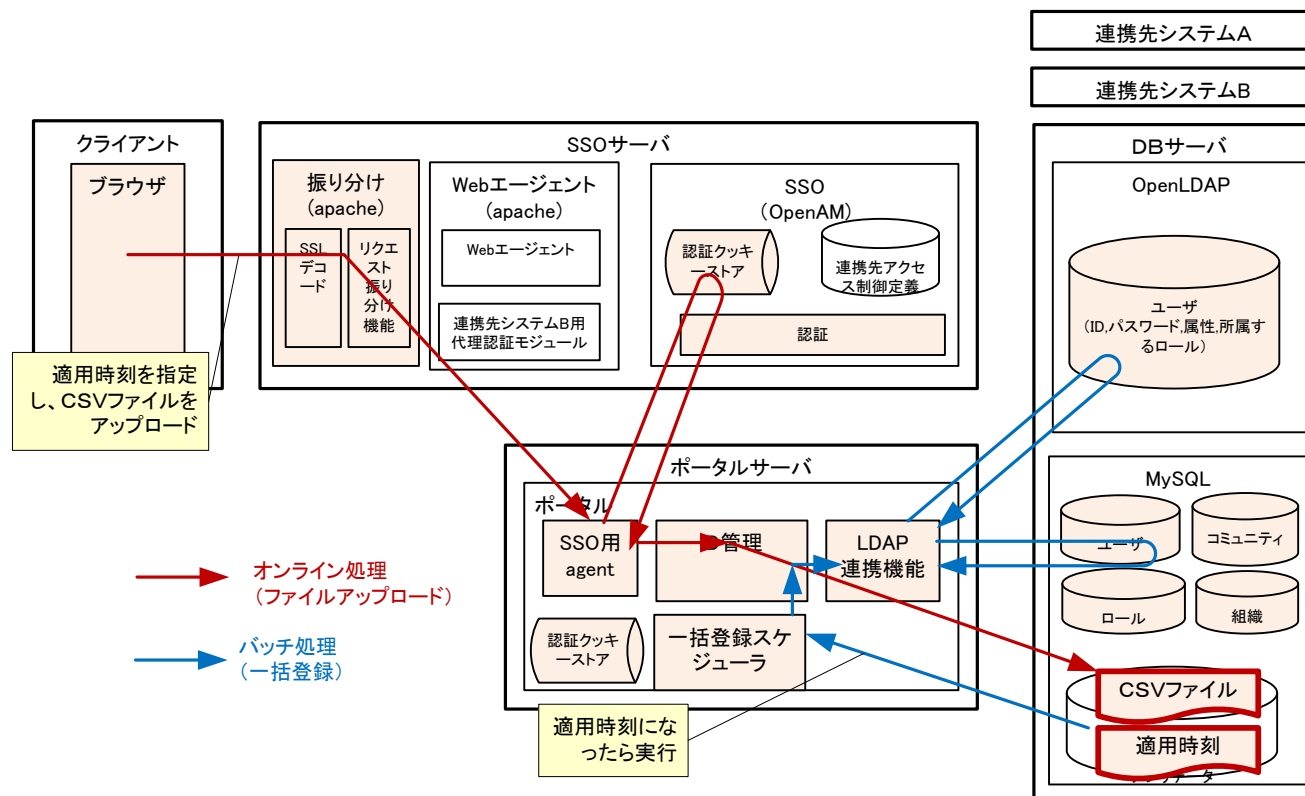 連携先システムA
連携先システムB
クライアント
ブラウザ
SSOサーバ
振り分け
(apache)
SSL
デコ
ード
リクエ
スト
振り
分け
機能
Webエージェント
(apache)
Webエージェント
連携先システムB用
代理認証モジュール
SSO
(OpenAM)
認証クッキ
ーストア
連携先アクセ
ス制御定義
認証
DBサーバ
OpenLDAP
ユーザ
(ID,パスワード,属性,所属す
るロール)
適用時刻を指定
し、CSVファイルを
アップロード
ポータルサーバ
ポータル
SSO用
agent
ID管理
LDAP
連携機能
認証クッキ
ーストア
一括登録スケ
ジューラ
MySQL
ユーザ
コミュニティ
ロール
組織
CSVファイル
適用時刻
オンライン処理
(ファイルアップロード)
バッチ処理
(一括登録)
適用時刻にな
ったら実行